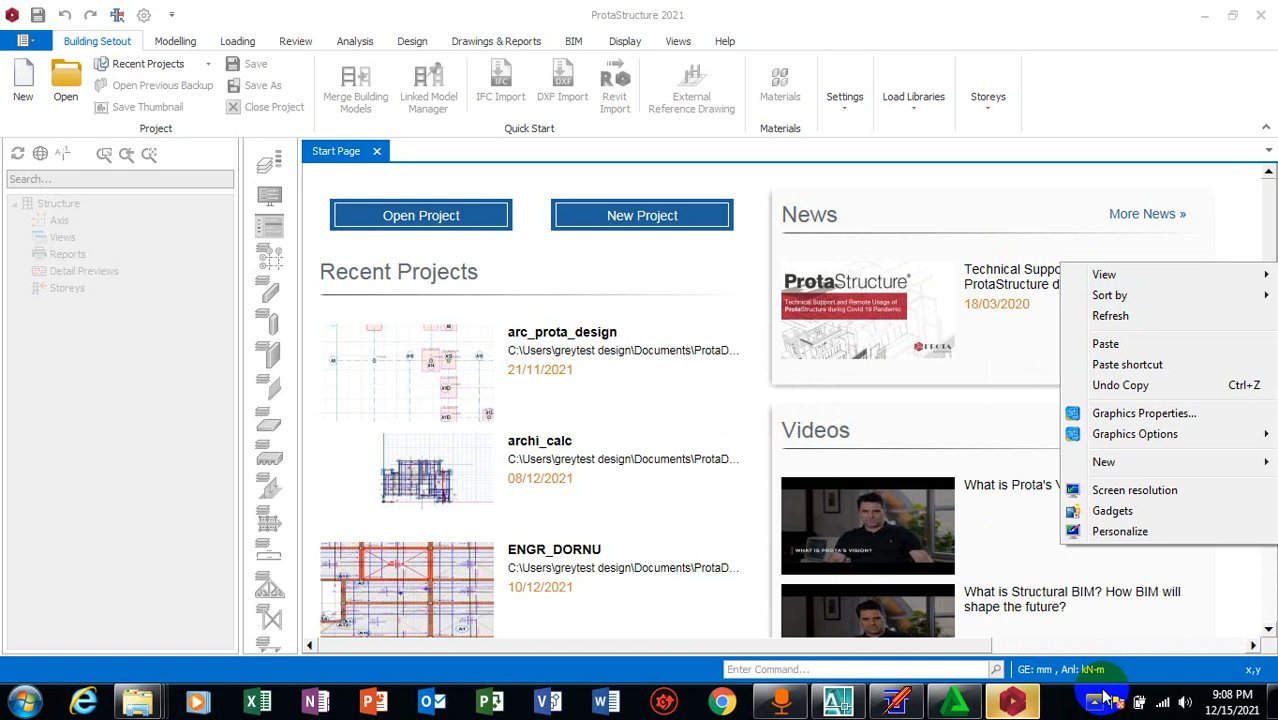 ProtaStructure 2021
Building Setout
Modelling
Loading
Review
Analysis
Design
Drawings & Reports
BIM
Display
Views
Help
New
Open
Recent Projects
Open Previous Backup
Save Thumbnail
Save
Save As
Close Project
Project
Merge Building Models
Linked Model Manager
IFC Import
DXF Import
Revit Import
External Reference Drawing
Quick Start
Materials
Materials
Settings
Load Libraries
Storeys
Search...
Structure
Axis
Views
Reports
Detail Previews
Storeys
Start Page
Open Project
New Project
Recent Projects
arc_prota_design
C:\Users\greytest design\Documents\ProtaD...
21/11/2021
archi_calc
C:\Users\greytest design\Documents\ProtaD...
08/12/2021
ENGR_DORNU
C:\Users\greytest design\Documents\ProtaD...
10/12/2021
News
More News »
ProtaStructure®
Technical Support and Remote Usage of
ProtaStructure during Covid 19 Pandemic
Technical Suppo
ProtaStructure d
18/03/2020
Videos
WHAT IS PROTA'S VISION?
What is Prota's V
What is Structural BIM? How BIM will
shape the future?
View
Sort by
Refresh
Paste
Paste shortcut
Undo Copy Ctrl+Z
Graphics Properties...
Graphics Options
New
Screen resolution
Gadgets
Personalize
Enter Command...
GE: mm , Anl: kN-m
x,y
9:08 PM
12/15/2021